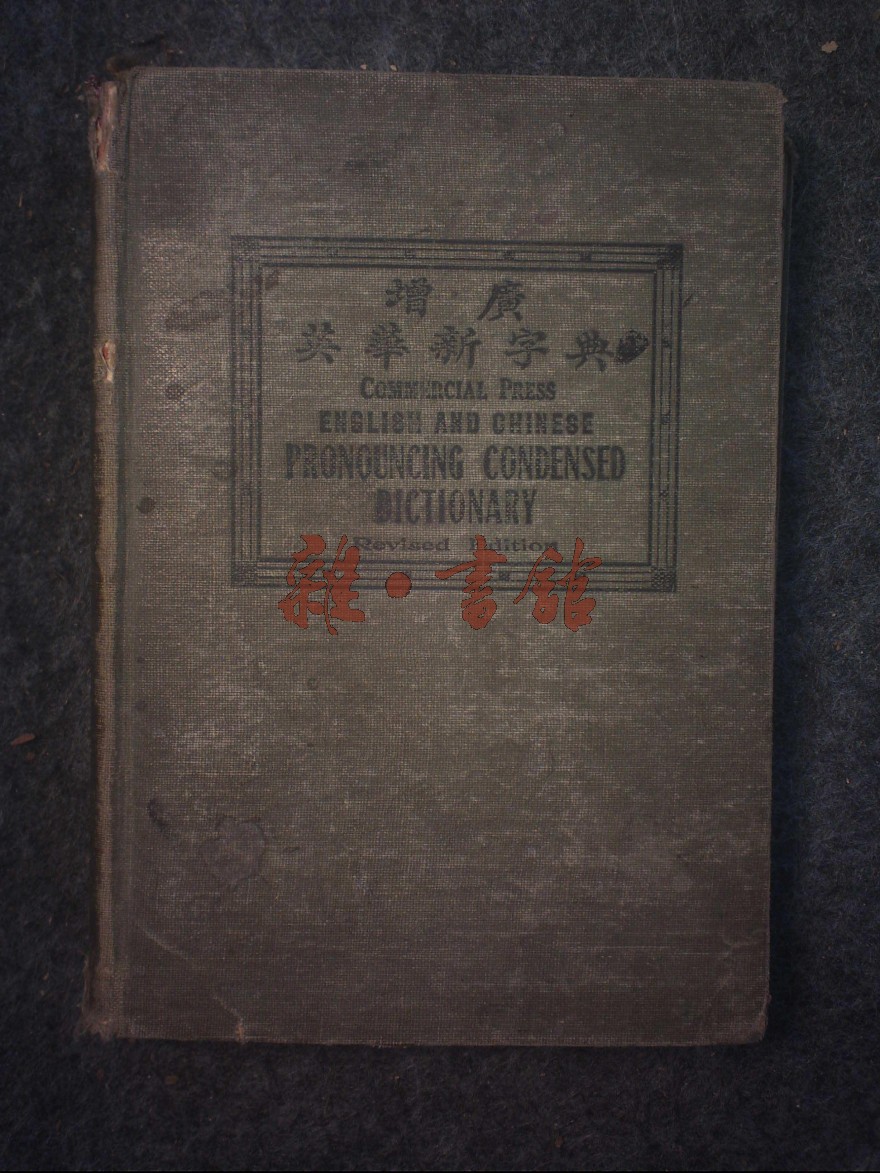 增廣
英華新字典
COMMERCIAL PRESS
ENGLISH AND CHINESE
PRONOUNCING CONDENSED
DICTIONARY
Revised Edition
雜·書館